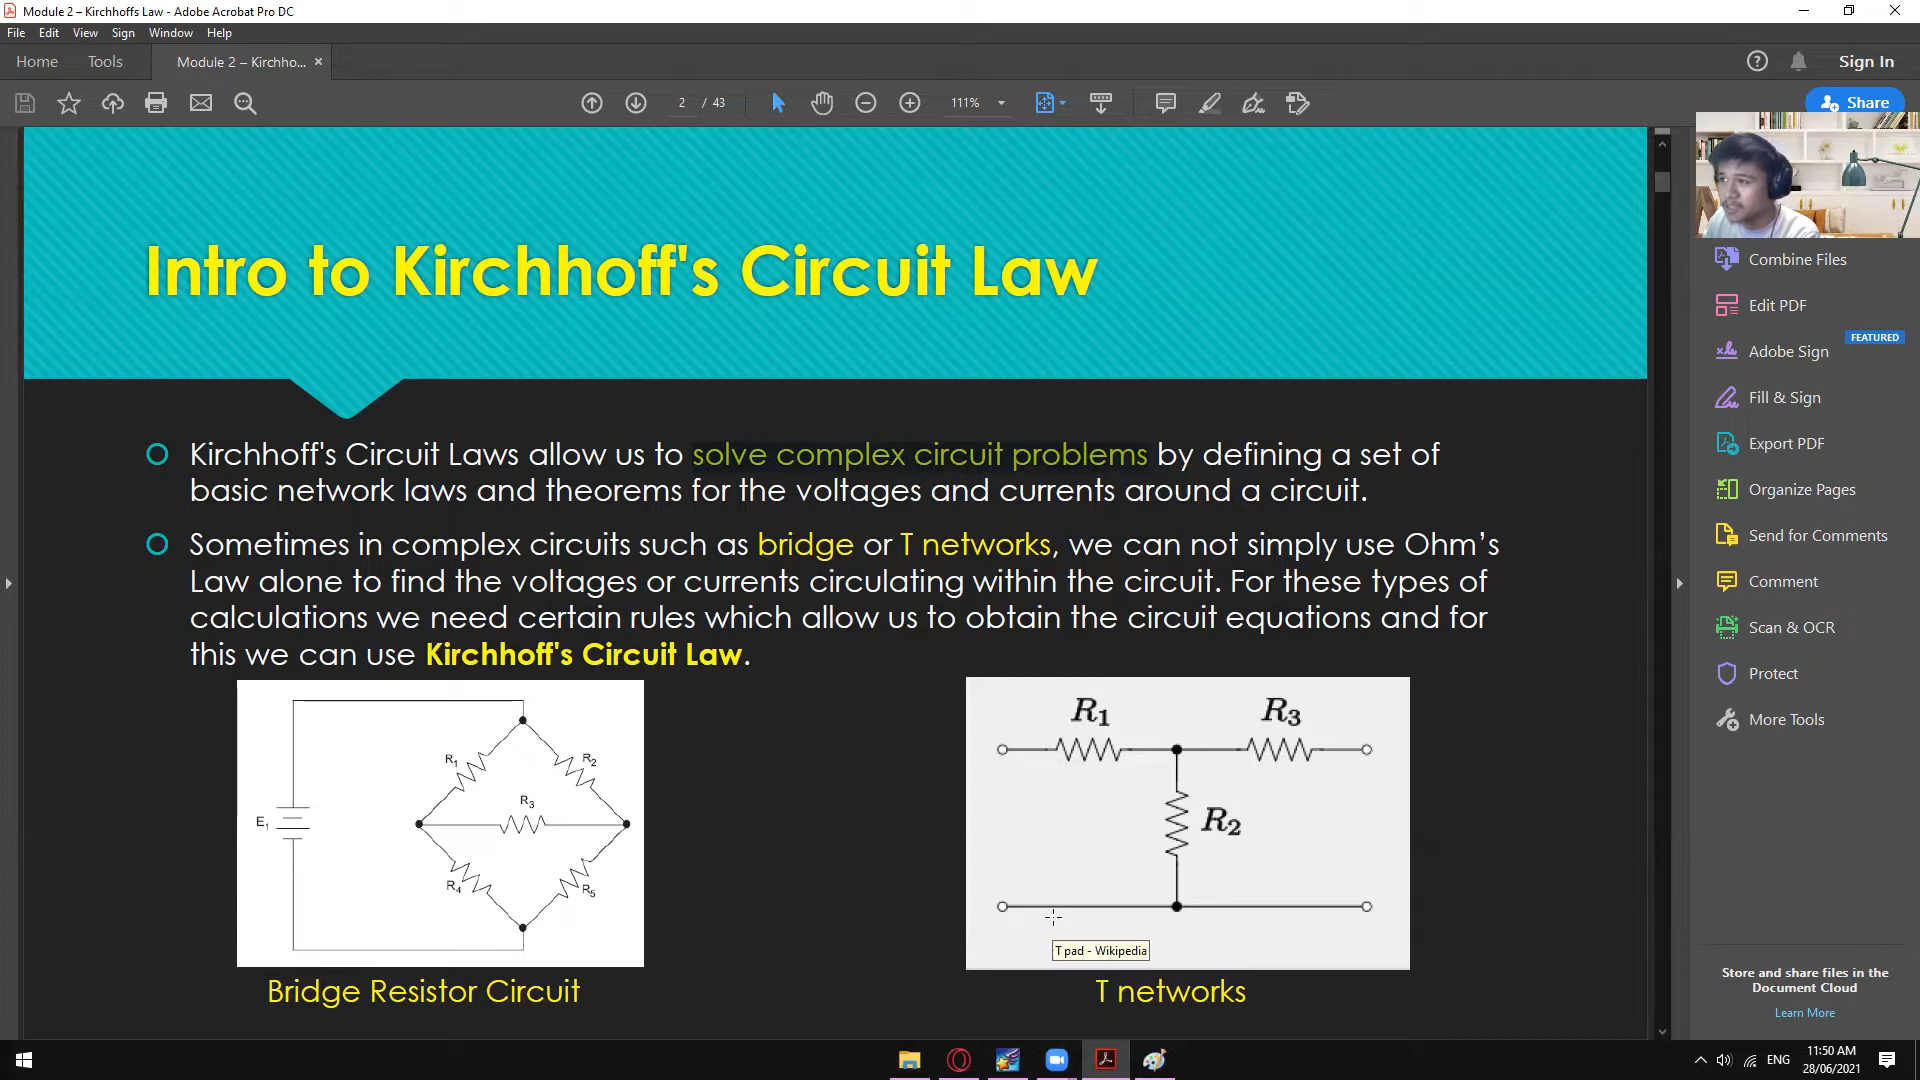 Module 2 – Kirchhoffs Law - Adobe Acrobat Pro DC
File Edit View Sign Window Help
Home Tools Module 2 – Kirchho... × Sign In
2 / 43 111% Share
Intro to Kirchhoff's Circuit Law
Kirchhoff's Circuit Laws allow us to solve complex circuit problems by defining a set of
basic network laws and theorems for the voltages and currents around a circuit.
Sometimes in complex circuits such as bridge or T networks, we can not simply use Ohm's
Law alone to find the voltages or currents circulating within the circuit. For these types of
calculations we need certain rules which allow us to obtain the circuit equations and for
this we can use Kirchhoff's Circuit Law.
R1
R2
R3
E1
R4
R5
Bridge Resistor Circuit
R1
R3
R2
T pad - Wikipedia
T networks
Combine Files
Edit PDF
FEATURED
Adobe Sign
Fill & Sign
Export PDF
Organize Pages
Send for Comments
Comment
Scan & OCR
Protect
More Tools
Store and share files in the
Document Cloud
Learn More
ENG
11:50 AM
28/06/2021